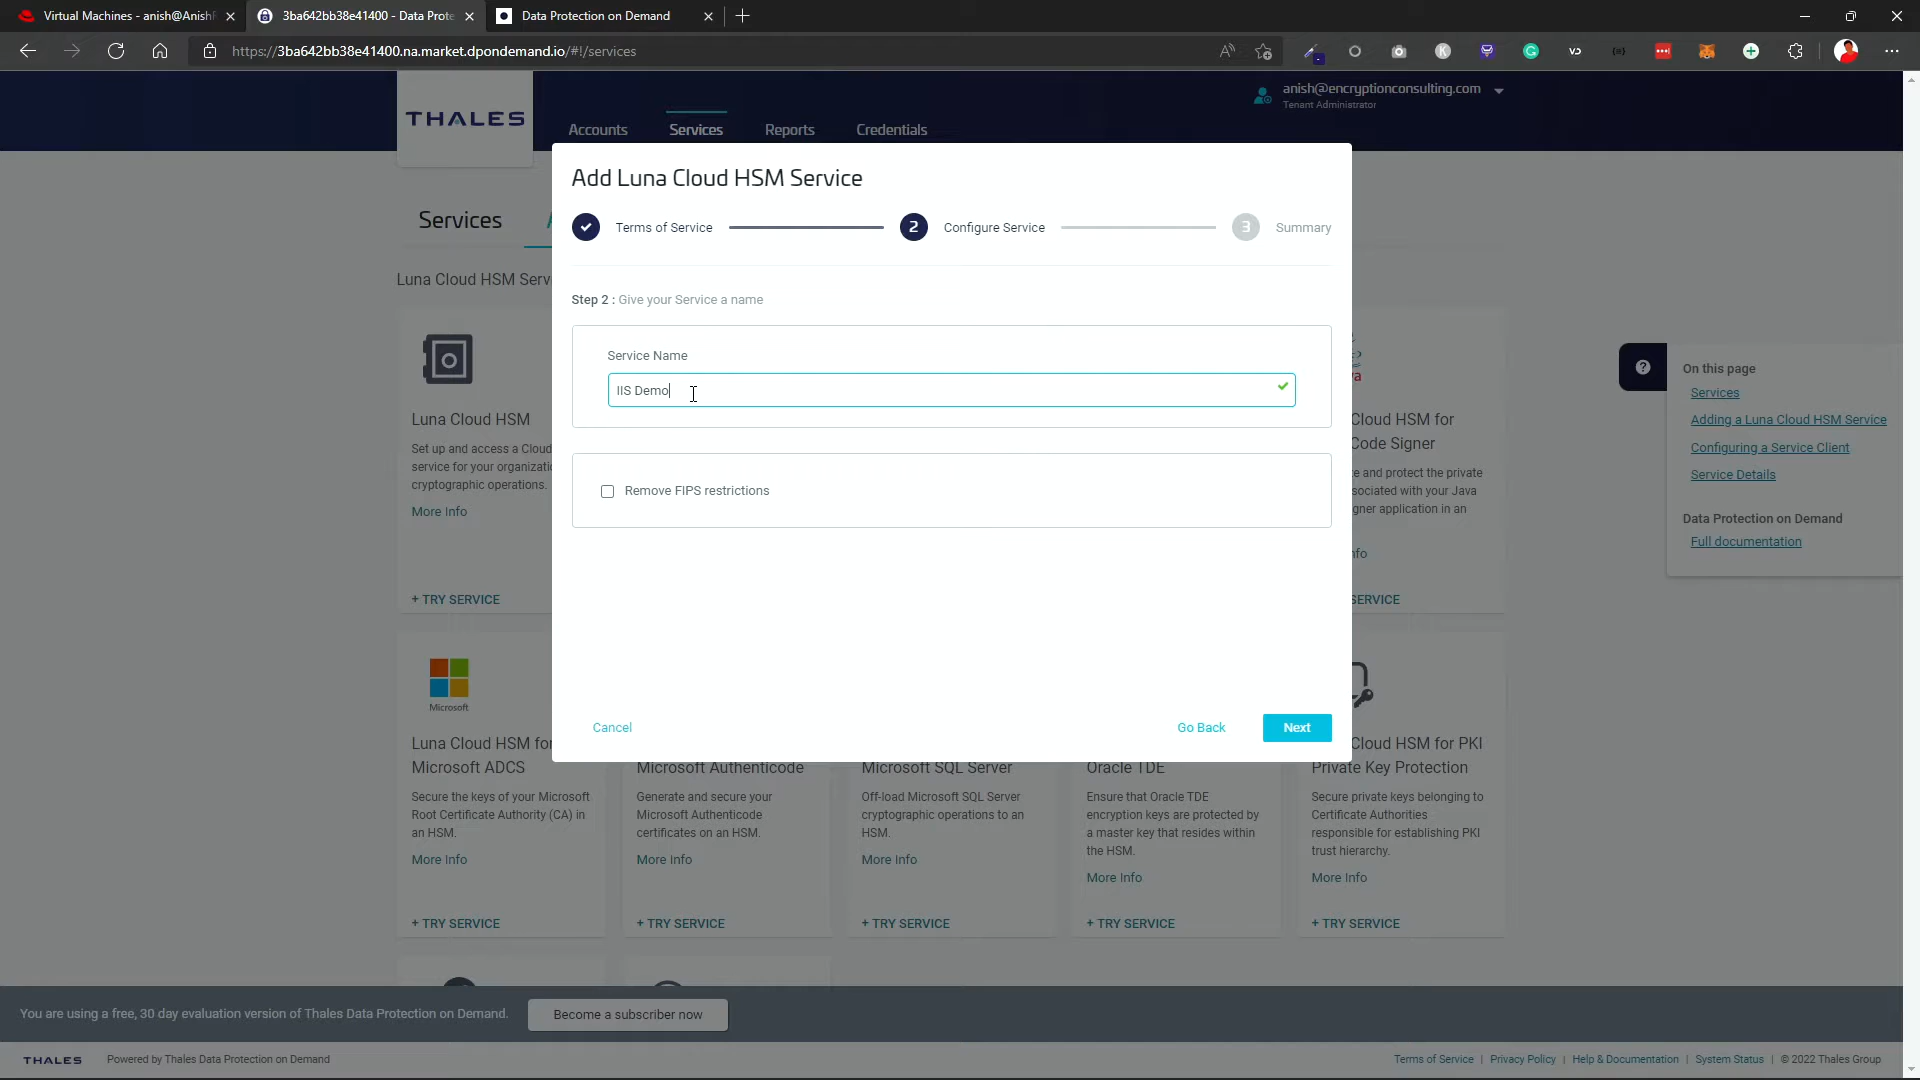 Virtual Machines - anish@Anish
3ba642bb38e41400 - Data Prote
Data Protection on Demand
https://3ba642bb38e41400.na.market.dpondemand.io/#!/services
THALES
anish@encryptionconsulting.com
Tenant Administrator
Accounts
Services
Reports
Credentials
Add Luna Cloud HSM Service
Services
Terms of Service
2
Configure Service
3
Summary
Luna Cloud HSM Serv
Step 2 : Give your Service a name
Service Name
IIS Demo
Remove FIPS restrictions
Cancel
Go Back
Next
Luna Cloud HSM
Set up and access a Cloud
service for your organizatio
cryptographic operations.
More Info
+ TRY SERVICE
Cloud HSM for
Code Signer
e and protect the private
sociated with your Java
gner application in an
nfo
SERVICE
On this page
Services
Adding a Luna Cloud HSM Service
Configuring a Service Client
Service Details
Data Protection on Demand
Full documentation
Microsoft
Luna Cloud HSM for
Microsoft ADCS
Secure the keys of your Microsoft
Root Certificate Authority (CA) in
an HSM.
More Info
+ TRY SERVICE
Microsoft Authenticode
Generate and secure your
Microsoft Authenticode
certificates on an HSM.
More Info
+ TRY SERVICE
Microsoft SQL Server
Off-load Microsoft SQL Server
cryptographic operations to an
HSM.
More Info
+ TRY SERVICE
Oracle TDE
Ensure that Oracle TDE
encryption keys are protected by
a master key that resides within
the HSM.
More Info
+ TRY SERVICE
Cloud HSM for PKI
Private Key Protection
Secure private keys belonging to
Certificate Authorities
responsible for establishing PKI
trust hierarchy.
More Info
+ TRY SERVICE
You are using a free, 30 day evaluation version of Thales Data Protection on Demand.
Become a subscriber now
THALES
Powered by Thales Data Protection on Demand
Terms of Service | Privacy Policy | Help & Documentation | System Status | © 2022 Thales Group